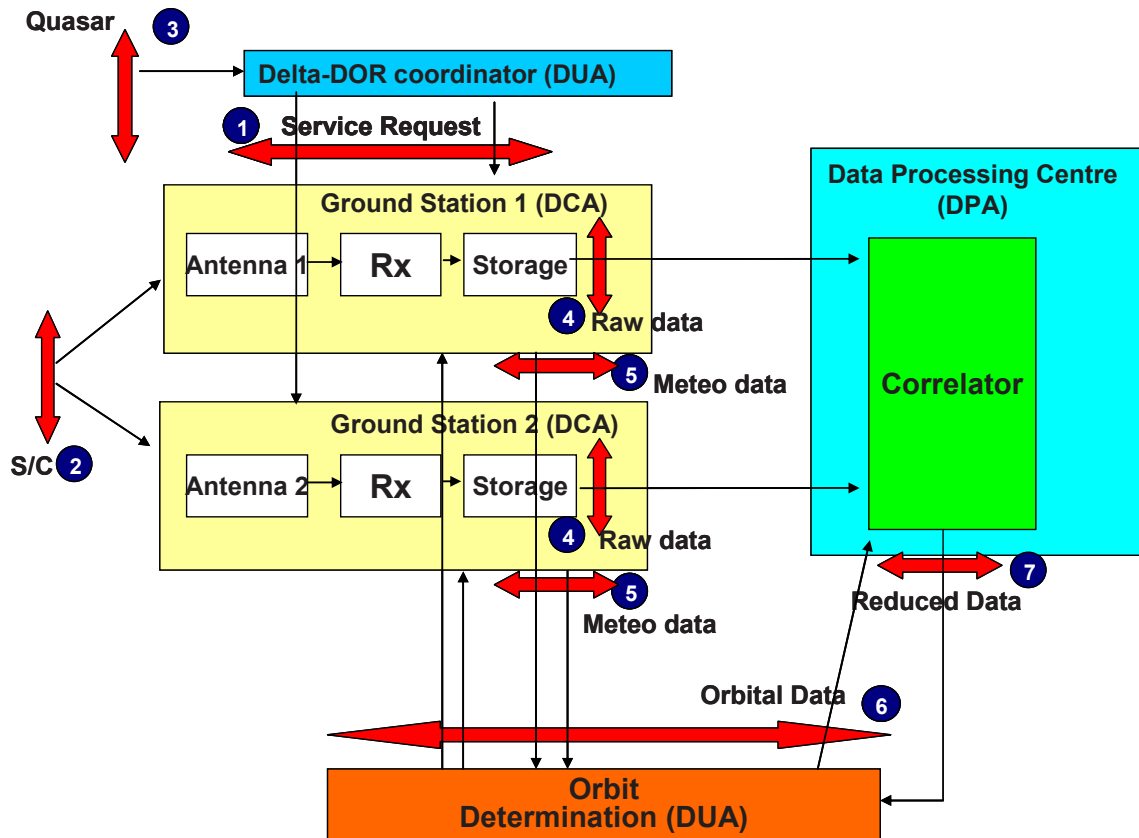 Quasar
3
Delta-DOR coordinator (DUA)
1
Service Request
Ground Station 1 (DCA)
Antenna 1
Rx
Storage
4
Raw data
5
Meteo data
Data Processing Centre
(DPA)
Correlator
S/C
2
Ground Station 2 (DCA)
Antenna 2
Rx
Storage
4
Raw data
5
Meteo data
7
Reduced Data
Orbital Data
6
Orbit
Determination (DUA)